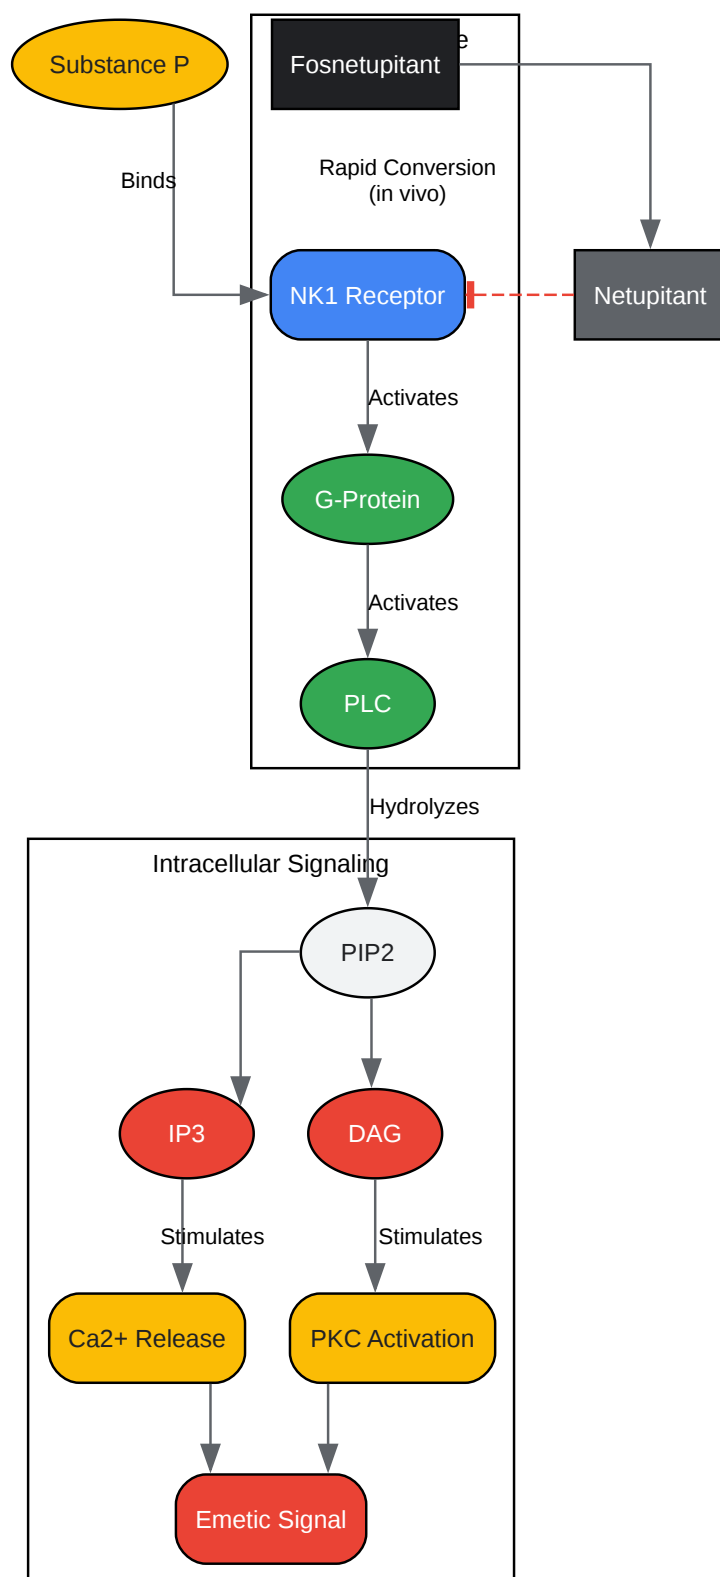 Substance P
Fosnetupitant
Binds
Rapid Conversion
(in vivo)
NK1 Receptor
Netupitant
Activates
G-Protein
Activates
PLC
Hydrolyzes
Intracellular Signaling
PIP2
IP3
DAG
Stimulates
Stimulates
Ca2+ Release
PKC Activation
Emetic Signal